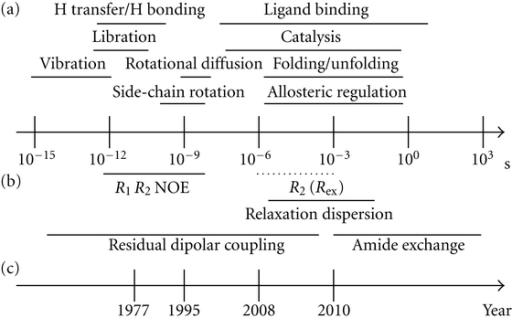 (a)
H transfer/H bonding Ligand binding
Libration Catalysis
Vibration Rotational diffusion Folding/unfolding
Side-chain rotation Allosteric regulation
10⁻¹⁵ 10⁻¹² 10⁻⁹ 10⁻⁶ 10⁻³ 10⁰ 10³ s
(b)
R₁ R₂ NOE R₂ (Rₑₓ)
Relaxation dispersion
Residual dipolar coupling Amide exchange
(c)
1977 1995 2008 2010 Year